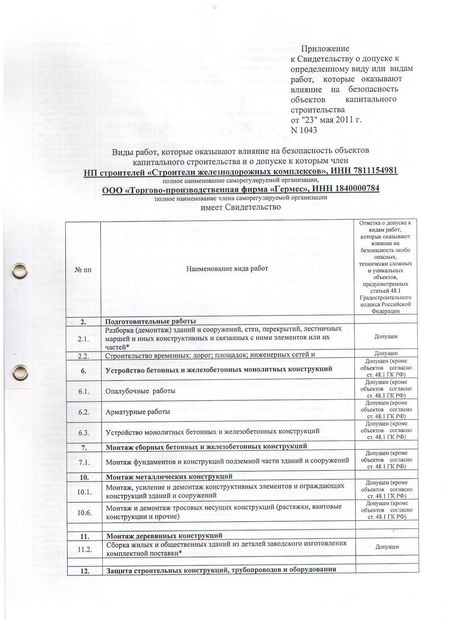 Приложение
к Свидетельству о допуске к
определенному виду или видам
работ, которые оказывают
влияние на безопасность
объектов капитального
строительства
от "23" мая 2011 г.
N 1043
Виды работ, которые оказывают влияние на безопасность объектов
капитального строительства и о допуске к которым член
НП строителей «Строители железнодорожных комплексов», ИНН 7811154981
полное наименование саморегулируемой организации,
ООО «Торгово-производственная фирма «Гермес», ИНН 1840000784
полное наименование члена саморегулируемой организации
имеет Свидетельство
№ пп
Наименование вида работ
Отметка о допуске к
видам работ,
которые оказывают
влияние на
безопасность особо
опасных,
технически сложных
и уникальных
объектов,
предусмотренных
статьей 48.1
Градостроительного
кодекса Российской
Федерации
2. Подготовительные работы
2.1. Разборка (демонтаж) зданий и сооружений, стен, перекрытий, лестничных
маршей и иных конструктивных и связанных с ними элементов или их
частей*
Допущен
2.2. Строительство временных: дорог; площадок; инженерных сетей и
6. Устройство бетонных и железобетонных монолитных конструкций
Допущен (кроме
объектов согласно
ст. 48.1 ГК РФ)
6.1. Опалубочные работы
Допущен (кроме
объектов согласно
ст. 48.1 ГК РФ)
6.2. Арматурные работы
Допущен (кроме
объектов согласно
ст. 48.1 ГК РФ)
6.3. Устройство монолитных бетонных и железобетонных конструкций
Допущен (кроме
объектов согласно
ст. 48.1 ГК РФ)
7. Монтаж сборных бетонных и железобетонных конструкций
7.1. Монтаж фундаментов и конструкций подземной части зданий и сооружений
Допущен (кроме
объектов согласно
ст. 48.1 ГК РФ)
10. Монтаж металлических конструкций
10.1. Монтаж, усиление и демонтаж конструктивных элементов и ограждающих
конструкций зданий и сооружений
Допущен (кроме
объектов согласно
ст. 48.1 ГК РФ)
10.6. Монтаж и демонтаж тросовых несущих конструкций (растяжки, вантовые
конструкции и прочие)
Допущен (кроме
объектов согласно
ст. 48.1 ГК РФ)
11. Монтаж деревянных конструкций
11.2. Сборка жилых и общественных зданий из деталей заводского изготовления
комплектной поставки*
Допущен
12. Защита строительных конструкций, трубопроводов и оборудования